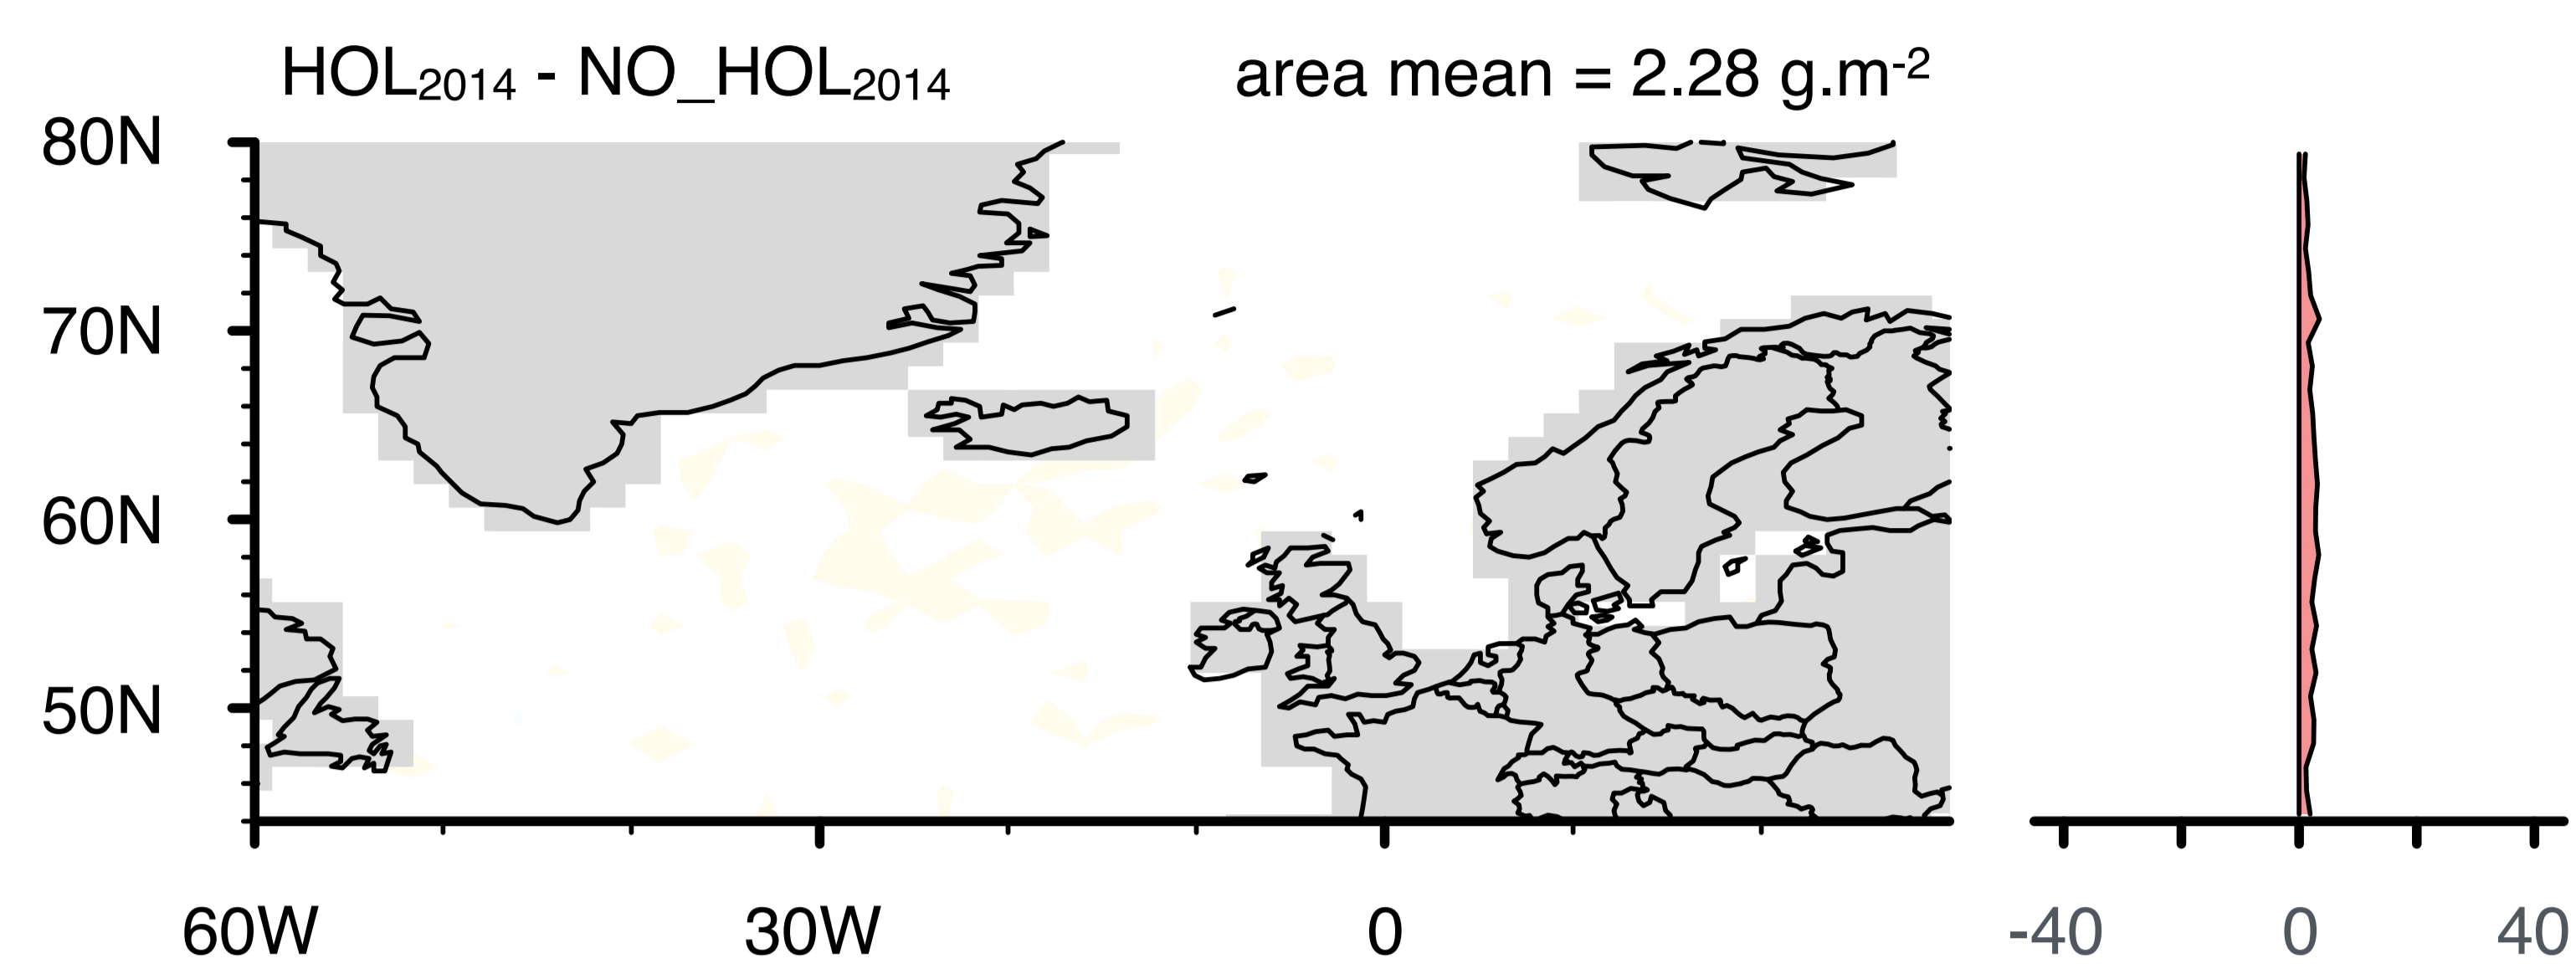 HOL2014 - NO_HOL2014 area mean = 2.28 g.m-2
80N
70N
60N
50N
60W 30W 0 -40 0 40